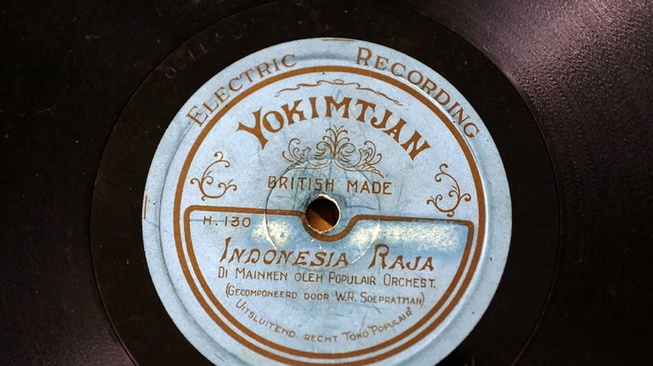 ELECTRIC RECORDING
YOKIMTJAN
BRITISH MADE
H. 130
INDONESIA RAJA
DI MAINKEN OLEH POPULAIR ORCHEST.
(GECOMPONEERD DOOR W.R. SOEPRATMAN)
UITSLUITEND RECHT TOKO POPULAIR